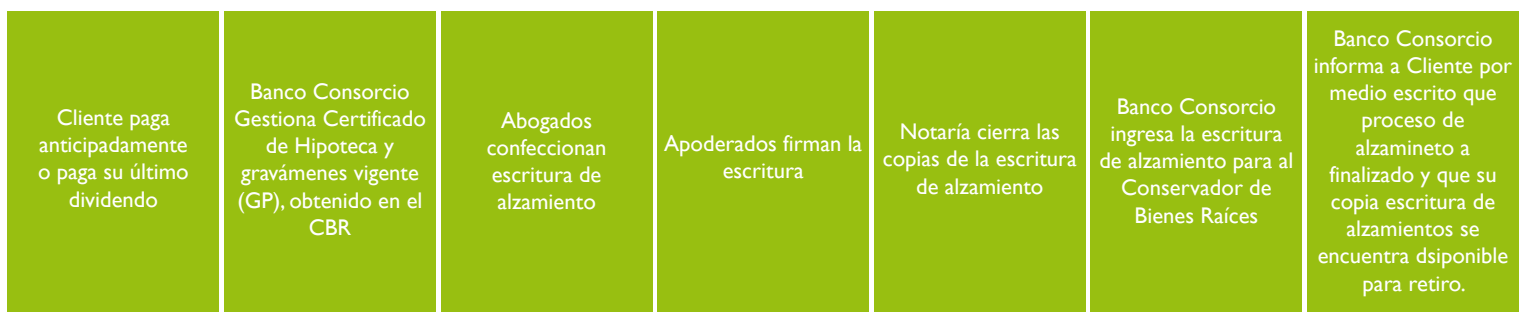 Cliente paga
anticipadamente
o paga su último
dividendo
Banco Consorcio
Gestiona Certificado
de Hipoteca y
gravámenes vigente
(GP), obtenido en el
CBR
Abogados
confeccionan
escritura de
alzamiento
Apoderados firman la
escritura
Notaría cierra las
copias de la escritura
de alzamiento
Banco Consorcio
ingresa la escritura
de alzamiento para al
Conservador de
Bienes Raíces
Banco Consorcio
informa a Cliente por
medio escrito que
proceso de
alzamineto a
finalizado y que su
copia escritura de
alzamientos se
encuentra dsiponible
para retiro.